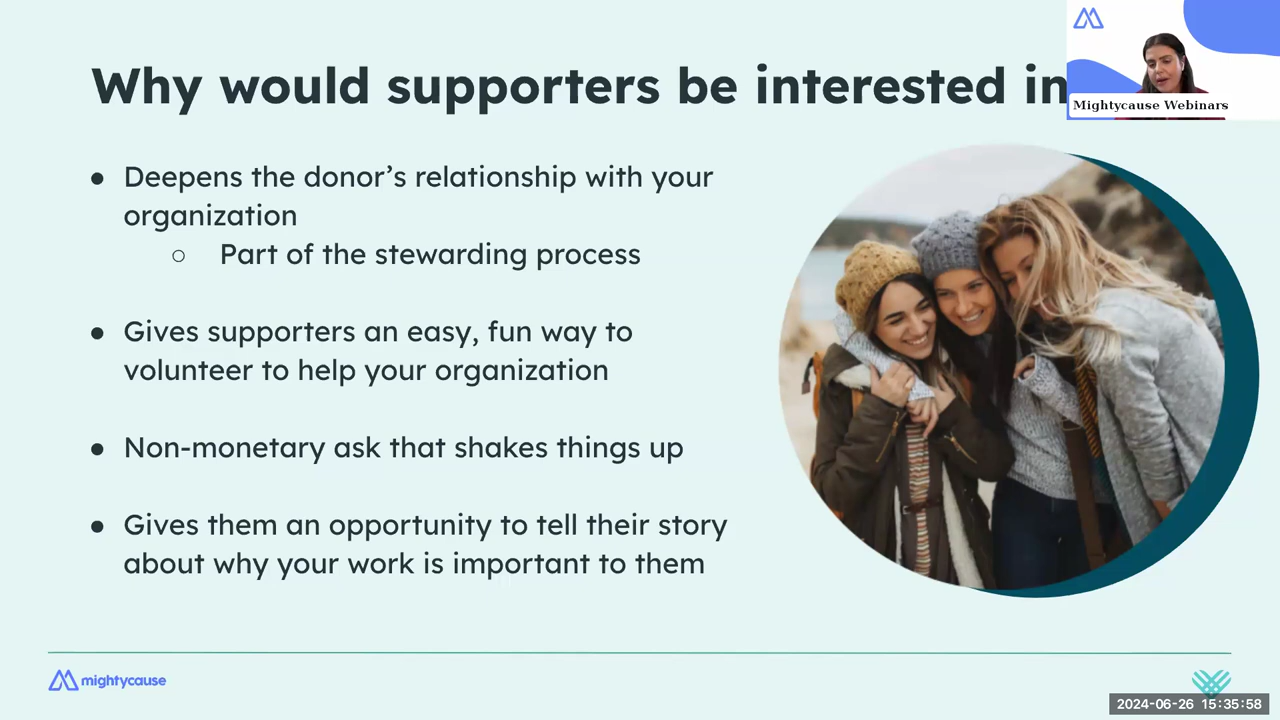 Why would supporters be interested in
Mightycause Webinars
● Deepens the donor’s relationship with your
organization
○ Part of the stewarding process
● Gives supporters an easy, fun way to
volunteer to help your organization
● Non-monetary ask that shakes things up
● Gives them an opportunity to tell their story
about why your work is important to them
mightycause
2024-06-26 15:35:58